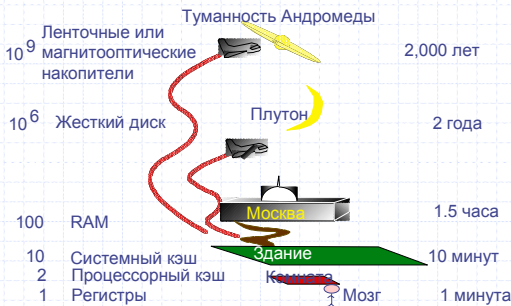 Туманность Андромеды
10 9 Ленточные или магнитооптические накопители 2,000 лет
10 6 Жесткий диск Плутон 2 года
100 RAM Москва 1.5 часа
10 Системный кэш Здание 10 минут
2 Процессорный кэш Комната
1 Регистры Мозг 1 минута